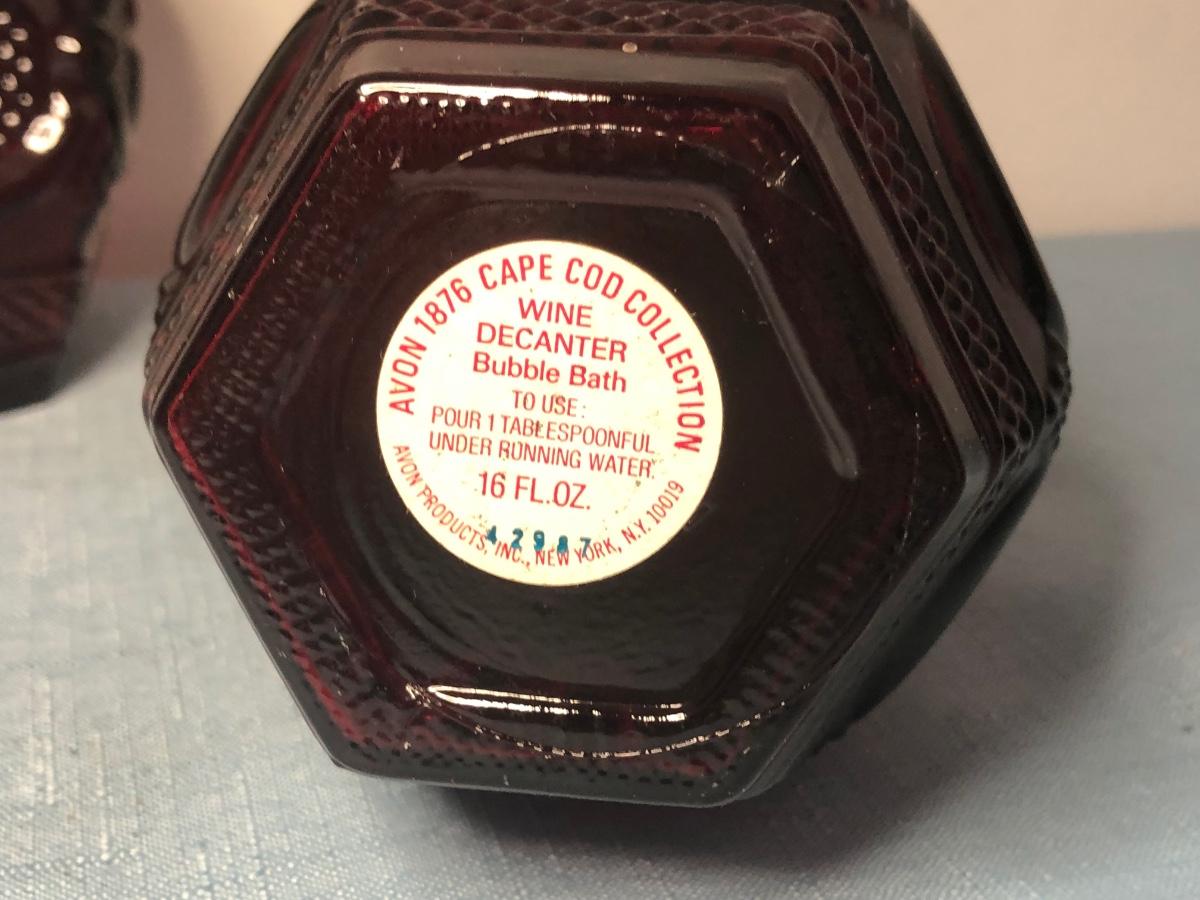 AVON 1876 CAPE COD COLLECTION
WINE
DECANTER
Bubble Bath
TO USE:
POUR 1 TABLESPOONFUL
UNDER RUNNING WATER.
16 FL.OZ.
42987
AVON PRODUCTS, INC., NEW YORK, N.Y. 10019